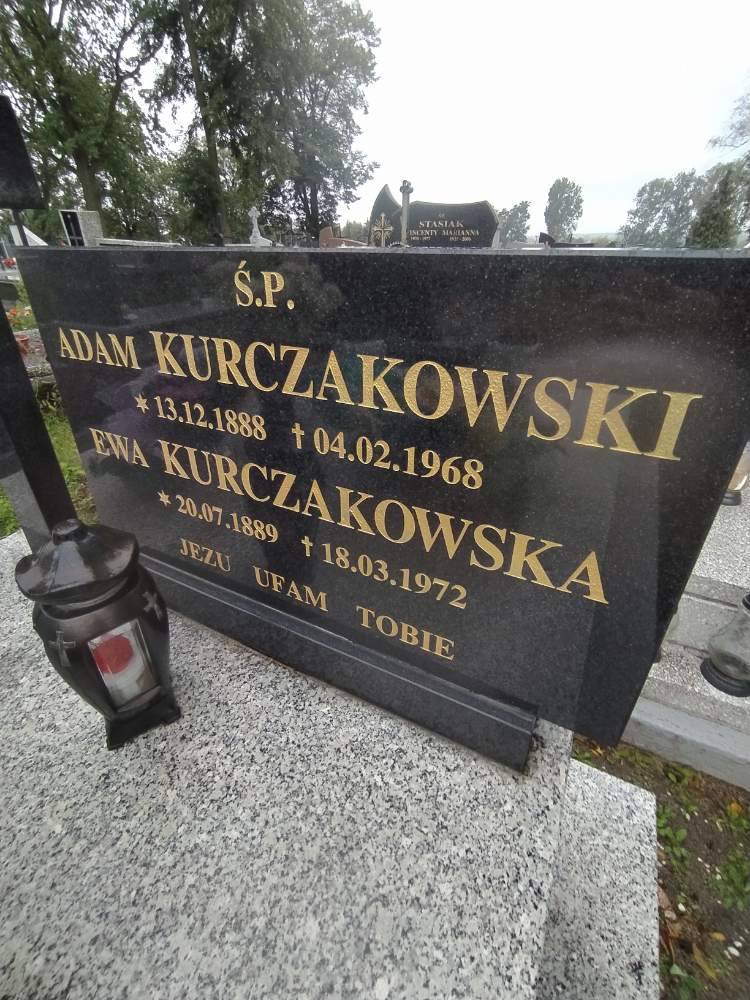 STASIAK
MARIANNA
Ś.P.
ADAM KURCZAKOWSKI
* 13.12.1888 † 04.02.1968
EWA KURCZAKOWSKA
* 20.07.1889 † 18.03.1972
JEZU UFAM TOBIE